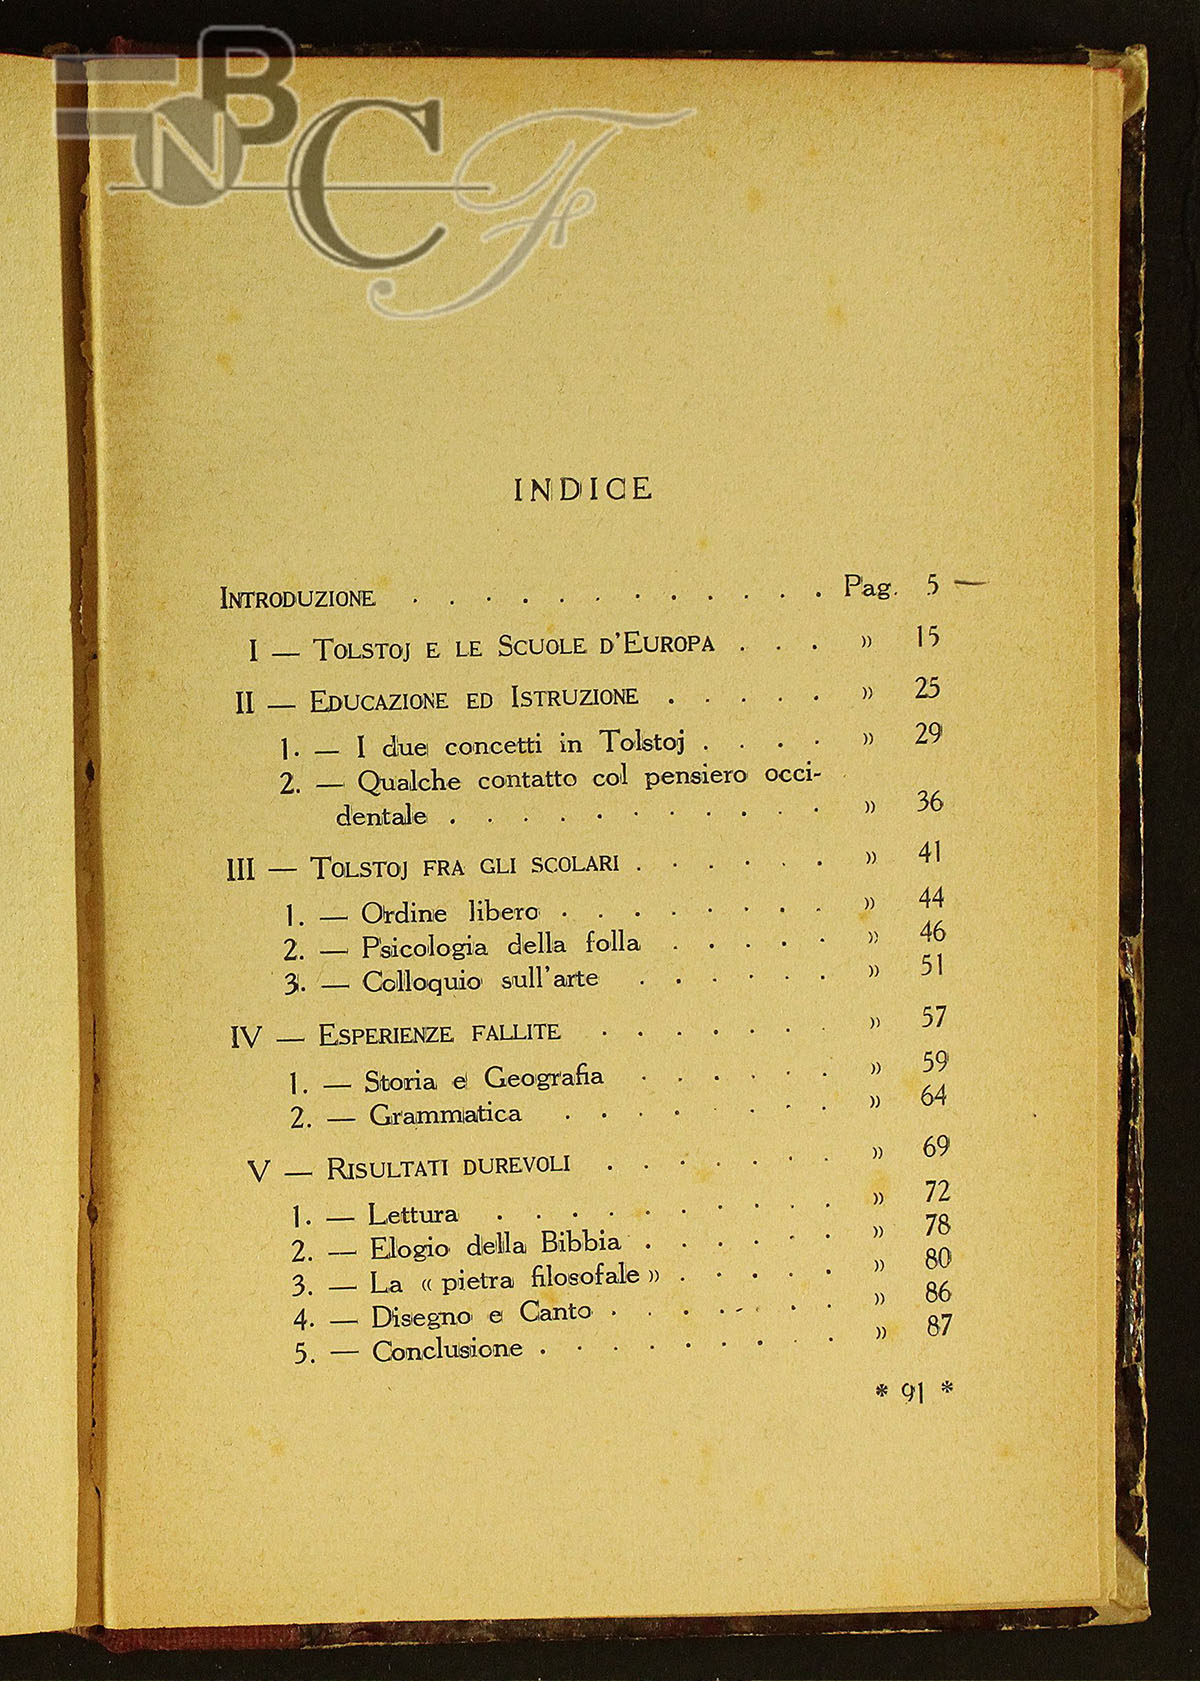 BNCF
INDICE
INTRODUZIONE . . . . . . . . . . . . Pag. 5 —
I — TOLSTOJ E LE SCUOLE D'EUROPA . . . » 15
II — EDUCAZIONE ED ISTRUZIONE . . . . . » 25
1. — I due concetti in Tolstoj . . . . » 29
2. — Qualche contatto col pensiero occi-
dentale . . . . . . . . . . . » 36
III — TOLSTOJ FRA GLI SCOLARI . . . . . . » 41
1. — Ordine libero . . . . . . . . » 44
2. — Psicologia della folla . . . . . » 46
3. — Colloquio sull'arte . . . . . . » 51
IV — ESPERIENZE FALLITE . . . . . . . » 57
1. — Storia e Geografia . . . . . . » 59
2. — Grammatica . . . . . . . . » 64
V — RISULTATI DUREVOLI . . . . . . . » 69
1. — Lettura . . . . . . . . . . » 72
2. — Elogio della Bibbia . . . . . . » 78
3. — La « pietra filosofale » . . . . . » 80
4. — Disegno e Canto . . . . . . . » 86
5. — Conclusione . . . . . . . . . » 87
* 91 *